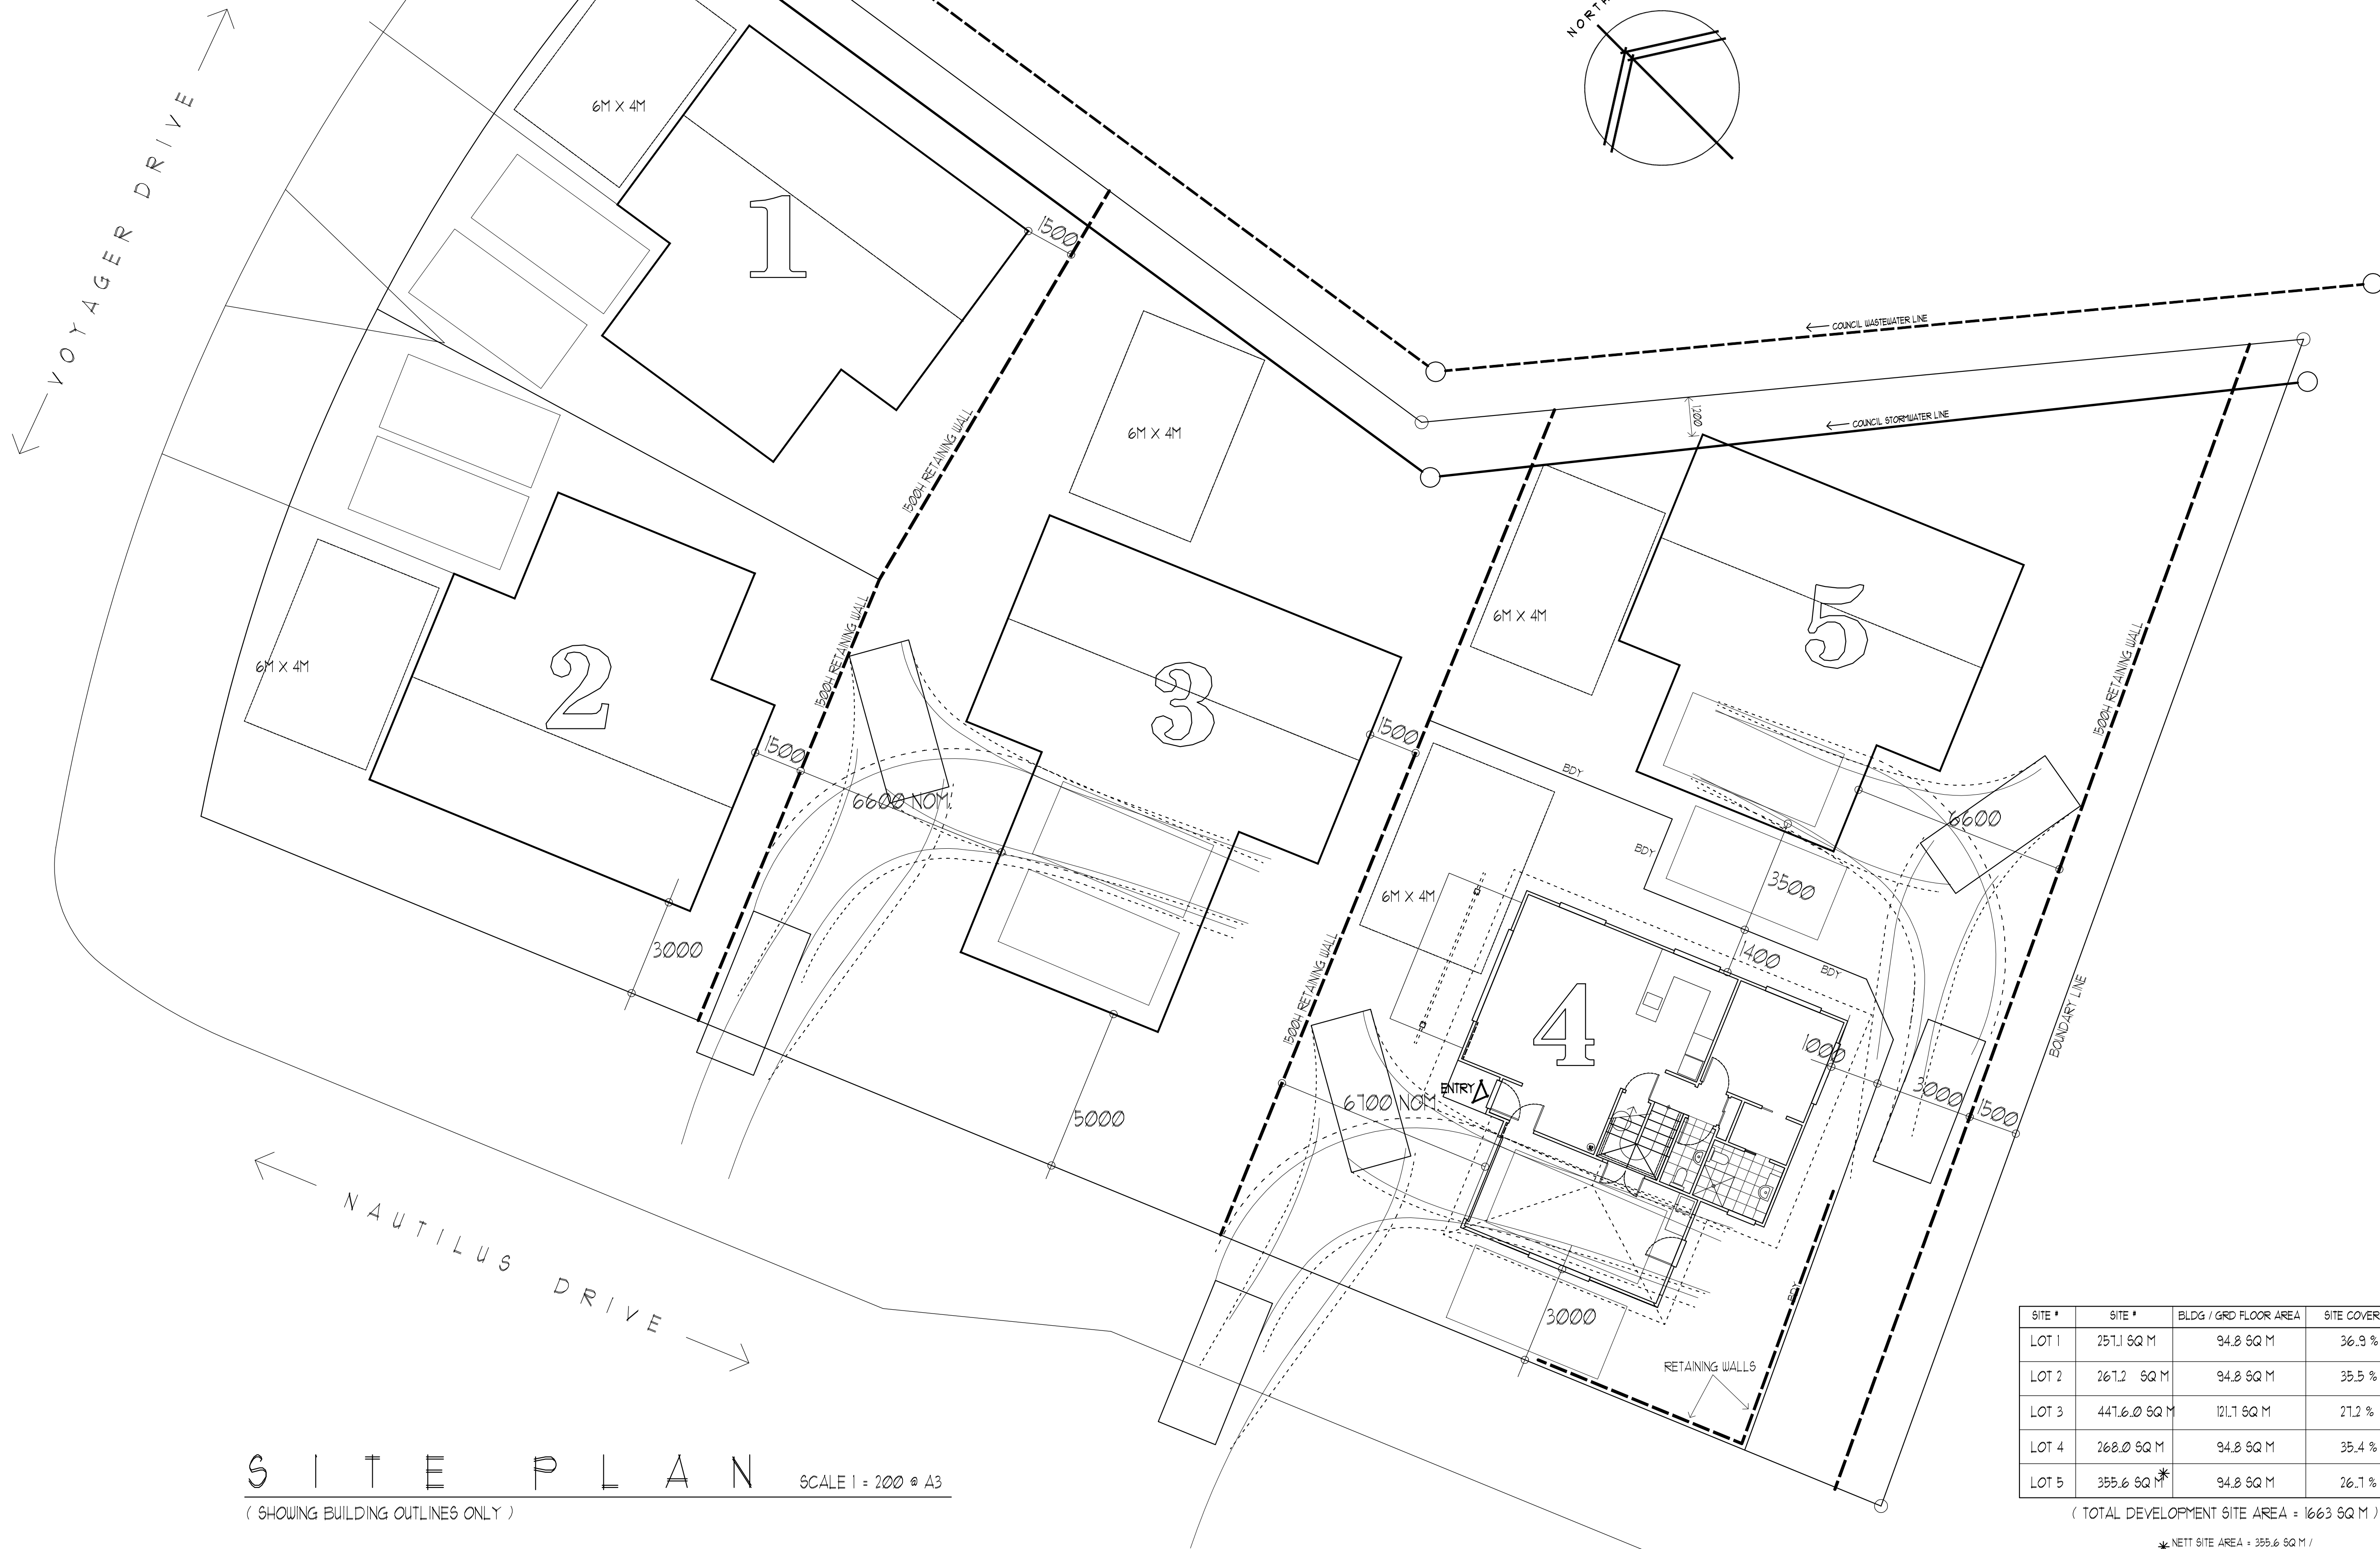 NORTH
VOYAGER DRIVE
6M X 4M
1
1500
COUNCIL WASTEWATER LINE
1200
COUNCIL STORMWATER LINE
6M X 4M
1500H RETAINING WALL
6M X 4M
5
1500H RETAINING WALL
2
6M X 4M
1500H RETAINING WALL
3
1500
1500
BDY
6600 NOM.
6600
BDY
3500
6M X 4M
3000
1400
BDY
1500H RETAINING WALL
4
BOUNDARY LINE
1000
ENTRY
6700 NOM.
3000
1500
5000
NAUTILUS DRIVE
BDY
3000
RETAINING WALLS
SITE # SITE # BLDG / GRD FLOOR AREA SITE COVER
LOT 1 257.1 SQ M 94.8 SQ M 36.9 %
LOT 2 267.2 SQ M 94.8 SQ M 35.5 %
LOT 3 447.6.0 SQ M 121.7 SQ M 27.2 %
LOT 4 268.0 SQ M 94.8 SQ M 35.4 %
LOT 5 355.6 SQ M * 94.8 SQ M 26.7 %
( TOTAL DEVELOPMENT SITE AREA = 1663 SQ M )
* NETT SITE AREA = 355.6 SQ M /
SITE PLAN SCALE 1 = 200 @ A3
( SHOWING BUILDING OUTLINES ONLY )